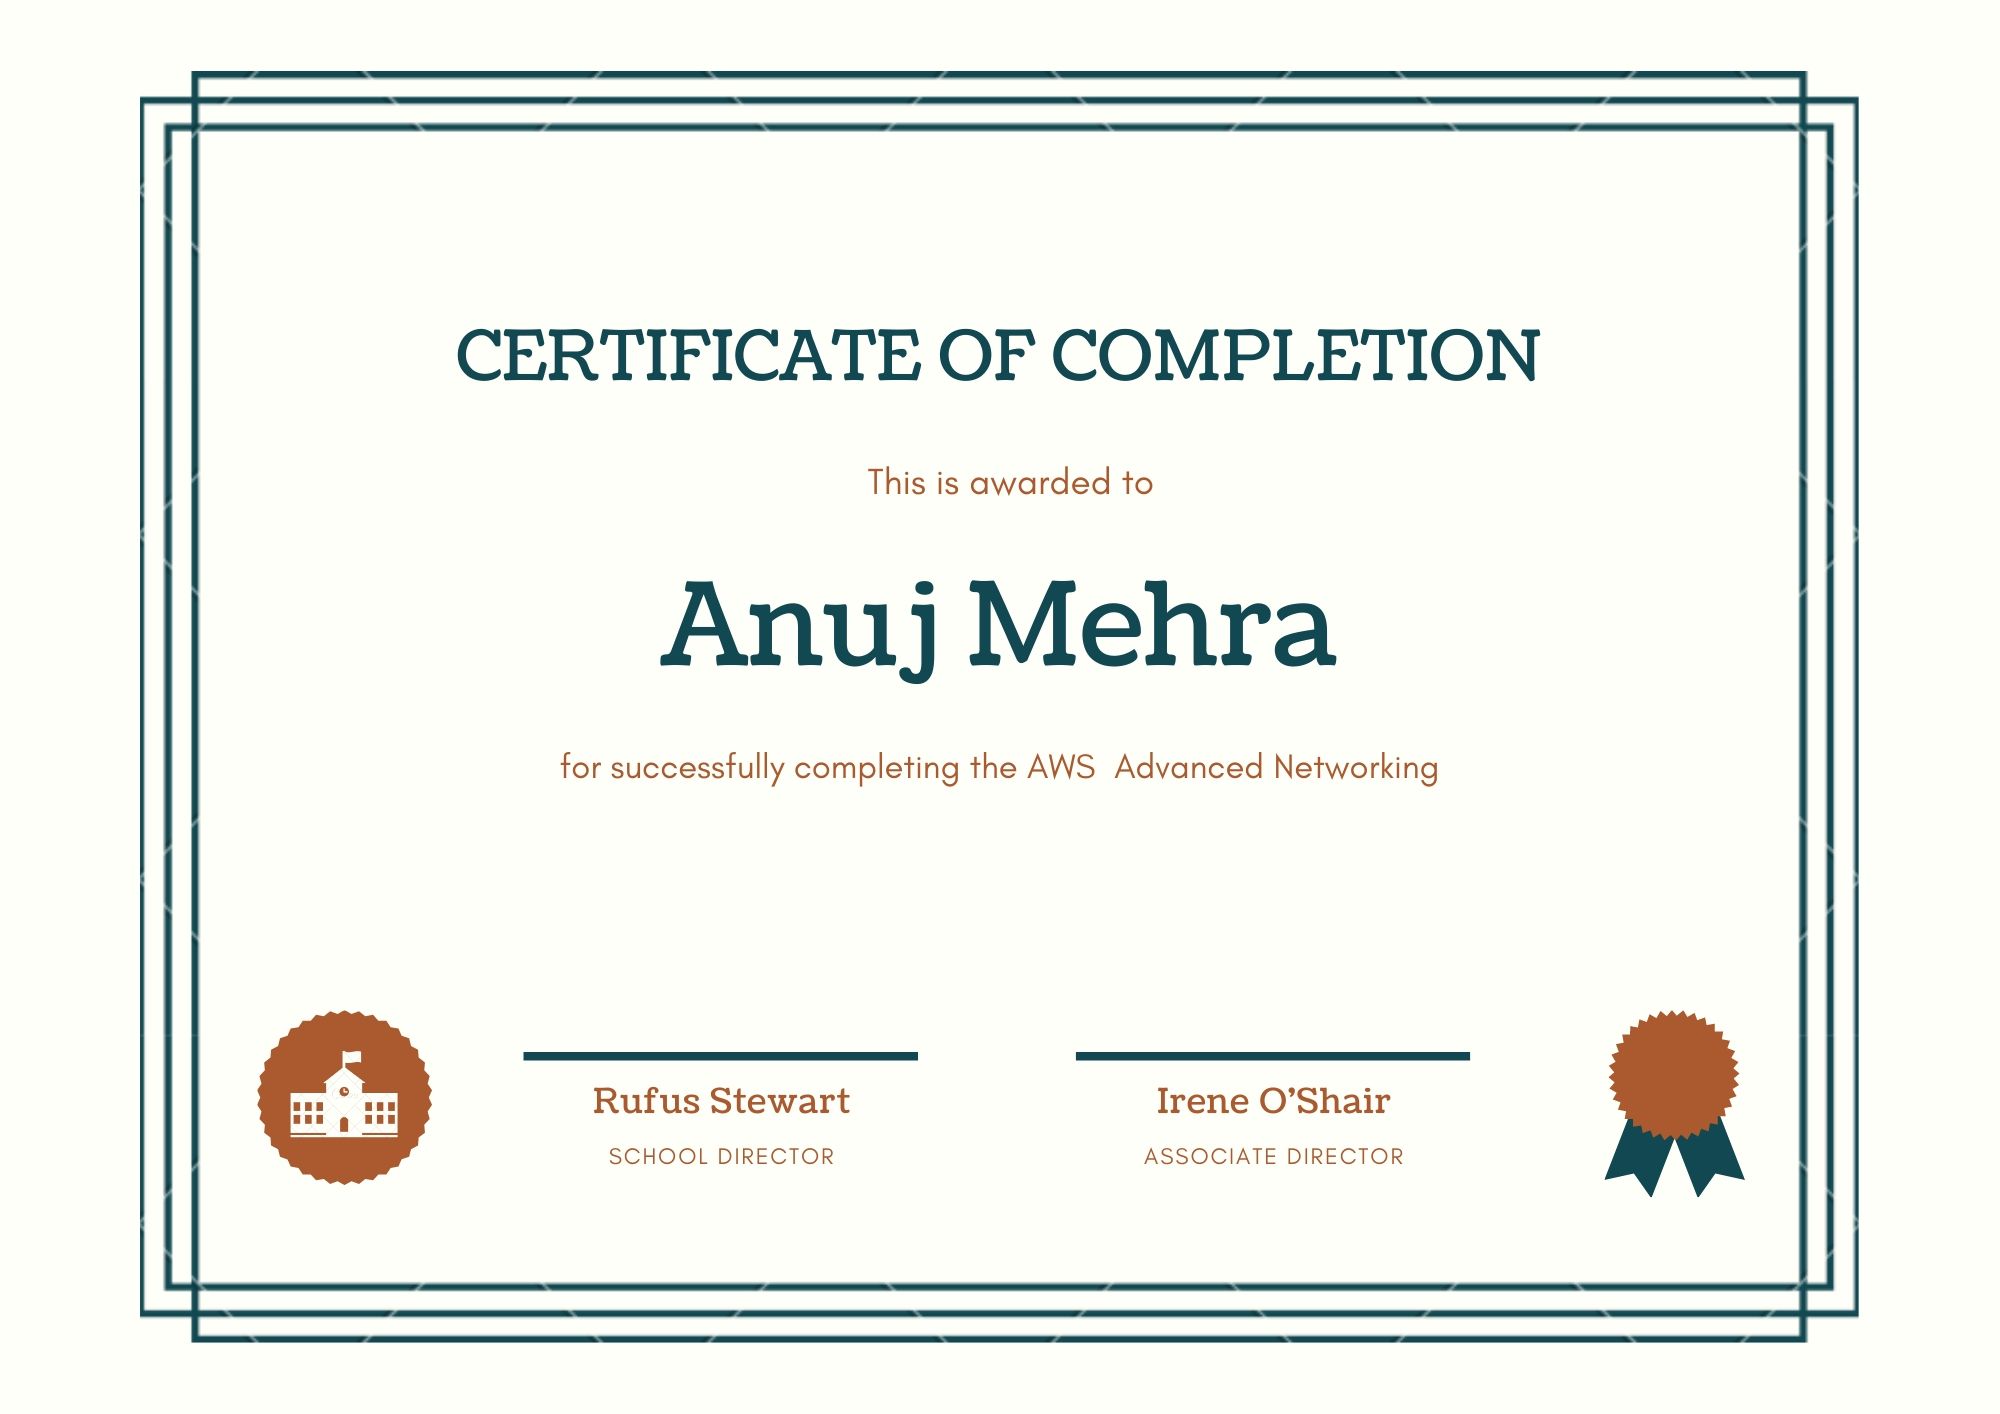 CERTIFICATE OF COMPLETION
This is awarded to
Anuj Mehra
for successfully completing the AWS  Advanced Networking
Rufus Stewart
SCHOOL DIRECTOR
Irene O’Shair
ASSOCIATE DIRECTOR